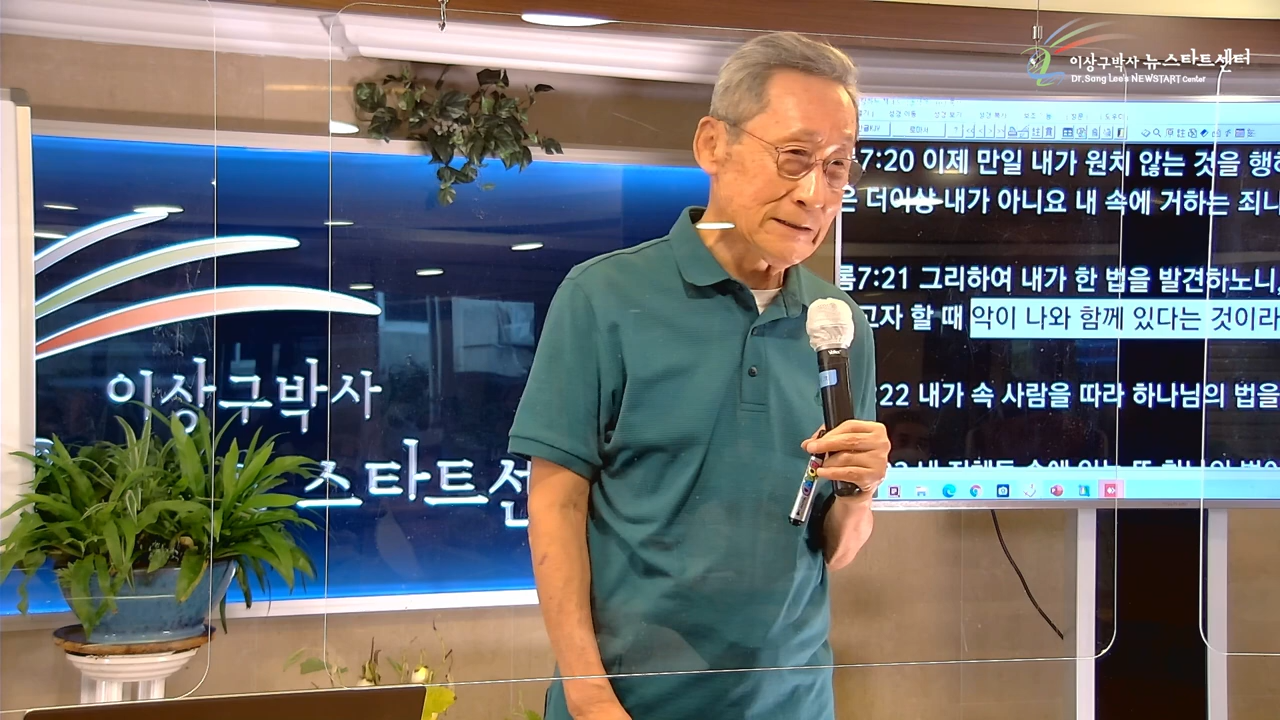 이상구박사 뉴스타트센터
Dr. Sang Lee's NEWSTART Center
7:20 이제 만일 내가 원치 않는 것을 행하
은 더이상 내가 아니요 내 속에 거하는 죄니
롬7:21 그리하여 내가 한 법을 발견하노니,
고자 할 때 악이 나와 함께 있다는 것이라
:22 내가 속 사람을 따라 하나님의 법을
이상구박사
스타트센